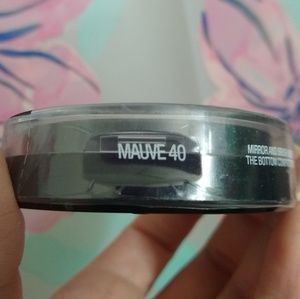 MAUVE 40
MIRROR AND
THE BOTTOM